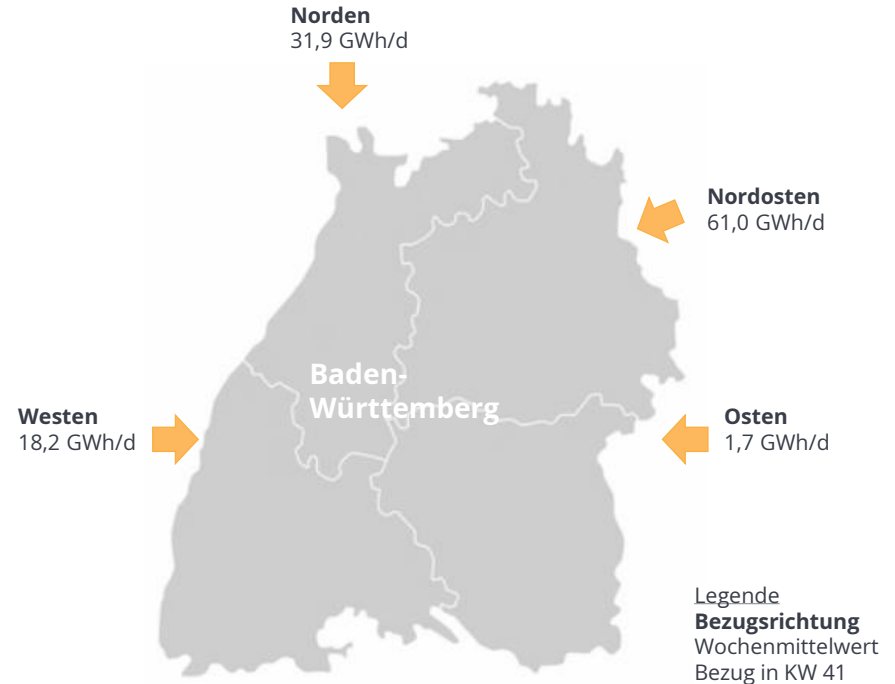 Norden
31,9 GWh/d
Nordosten
61,0 GWh/d
Baden-
Württemberg
Westen
18,2 GWh/d
Osten
1,7 GWh/d
Legende
Bezugsrichtung
Wochenmittelwert
Bezug in KW 41